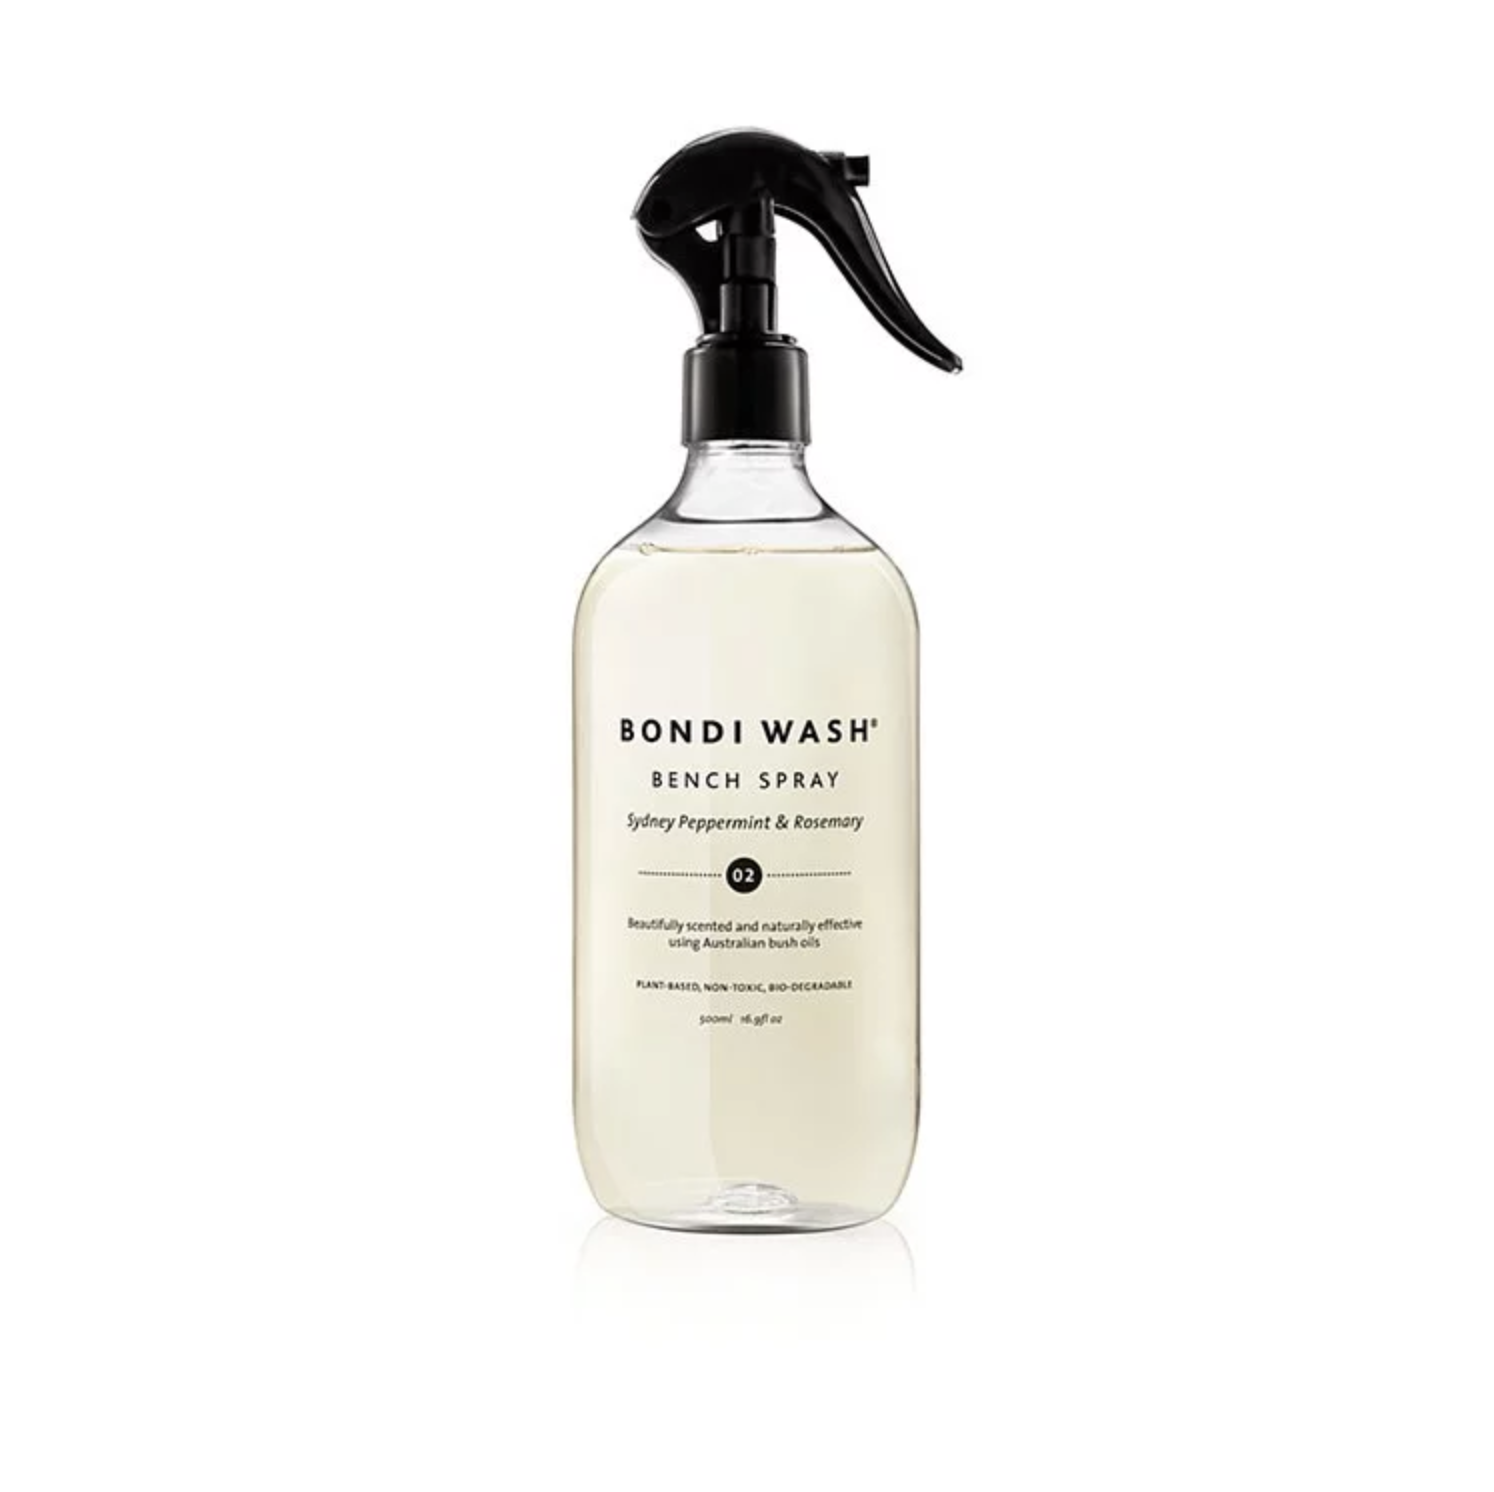 BONDI WASH®
BENCH SPRAY
Sydney Peppermint & Rosemary
02
Beautifully scented and naturally effective
using Australian bush oils
PLANT-BASED, NON-TOXIC, BIO-DEGRADABLE
500ml 16.9fl oz